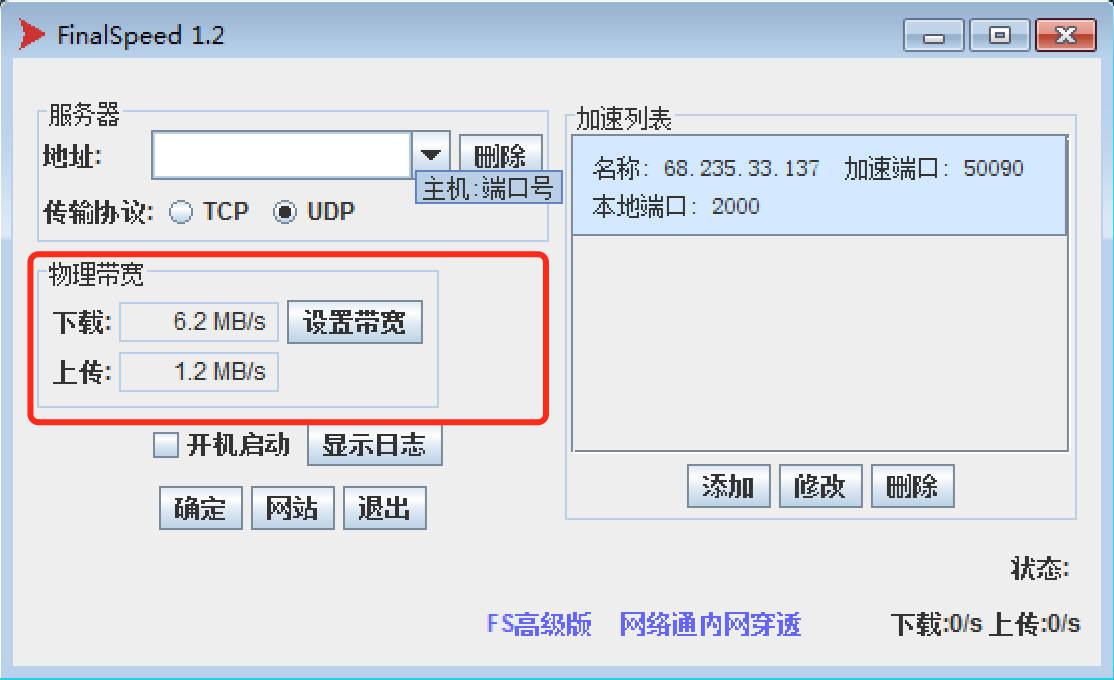 FinalSpeed 1.2
服务器
地址:
删除
主机:端口号
传输协议: TCP UDP
物理带宽
下载: 6.2 MB/s 设置带宽
上传: 1.2 MB/s
开机启动 显示日志
确定 网站 退出
加速列表
名称: 68.235.33.137 加速端口: 50090
本地端口: 2000
添加 修改 删除
状态:
FS高级版 网络通内网穿透 下载:0/s 上传:0/s